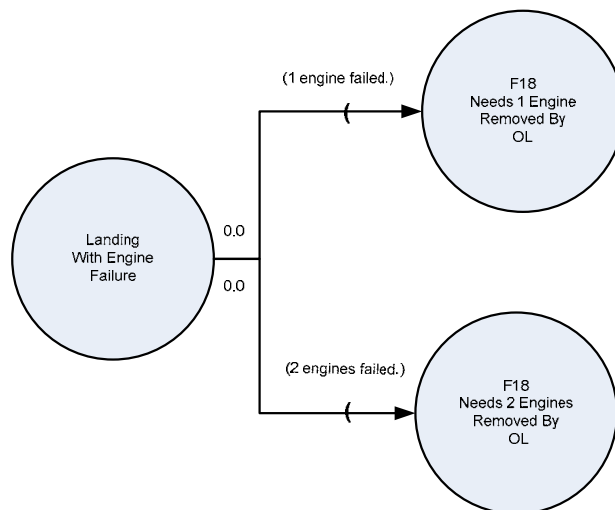 (1 engine failed.)
F18
Needs 1 Engine
Removed By
OL
Landing
With Engine
Failure
0.0
0.0
(2 engines failed.)
F18
Needs 2 Engines
Removed By
OL